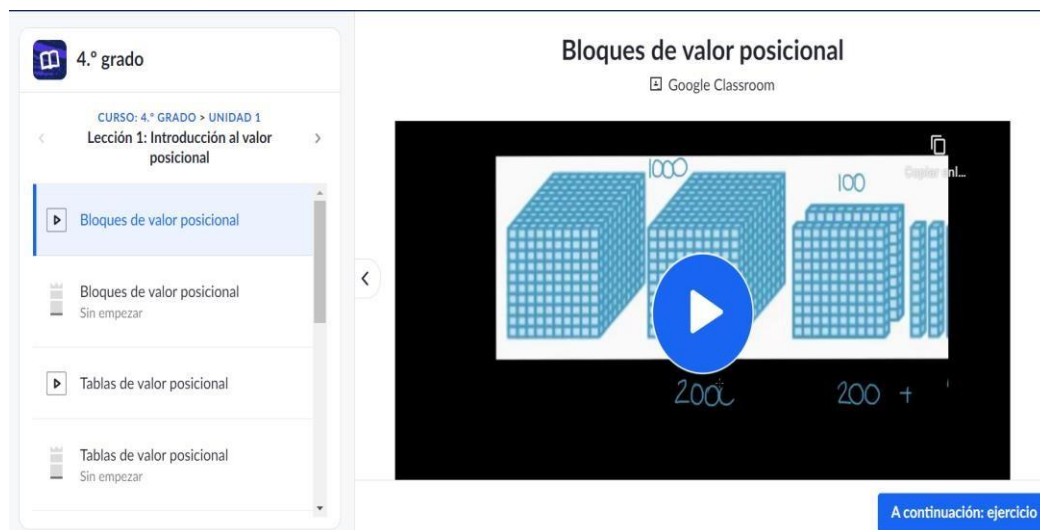 4.º grado
CURSO: 4.º GRADO > UNIDAD 1
Lección 1: Introducción al valor
posicional
Bloques de valor posicional
Bloques de valor posicional
Sin empezar
Tablas de valor posicional
Tablas de valor posicional
Sin empezar
Bloques de valor posicional
Google Classroom
Copiar enl...
1000
100
200 +
A continuación: ejercicio